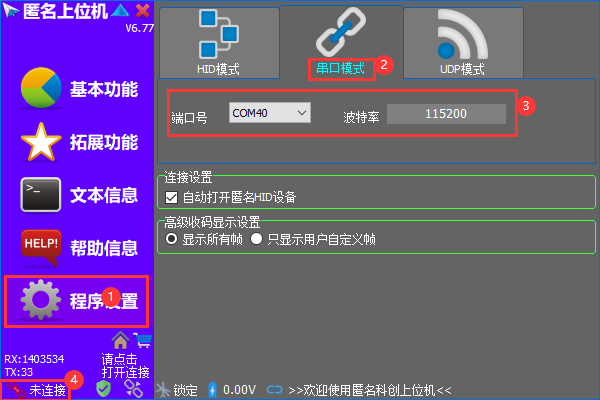 匿名上位机
V6.77
基本功能
拓展功能
>_
文本信息
HELP!
帮助信息
1
程序设置
RX:1403534
TX:33
请点击
打开连接
4
未连接
HID模式
串口模式
2
UDP模式
3
端口号
COM40
波特率
115200
连接设置
自动打开匿名HID设备
高级收码显示设置
显示所有帧
只显示用户自定义帧
锁定
0.00V
>>欢迎使用匿名科创上位机<<